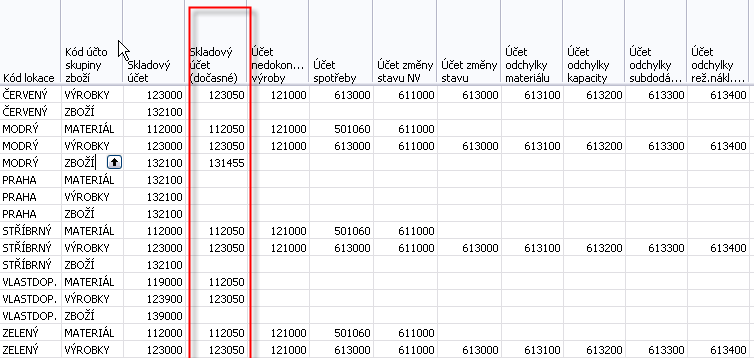 Kód lokace	Kód účto skupiny zboží	Skladový účet	Skladový účet (dočasné)	Účet nedokon... výroby	Účet spotřeby	Účet změny stavu NV	Účet změny stavu	Účet odchylky materiálu	Účet odchylky kapacity	Účet odchylky subdodá...	Účet odchylky rež.nákl....
ČERVENÝ	VÝROBKY	123000	123050	121000	613000	611000	613000	613100	613200	613300	613400
ČERVENÝ	ZBOŽÍ	132100
MODRÝ	MATERIÁL	112000	112050	121000	501060	611000
MODRÝ	VÝROBKY	123000	123050	121000	613000	611000	613000	613100	613200	613300	613400
MODRÝ	ZBOŽÍ	132100	131455
PRAHA	MATERIÁL	132100
PRAHA	VÝROBKY	132100
PRAHA	ZBOŽÍ	132100
STŘÍBRNÝ	MATERIÁL	112000	112050	121000	501060	611000
STŘÍBRNÝ	VÝROBKY	123000	123050	121000	613000	611000	613000	613100	613200	613300	613400
STŘÍBRNÝ	ZBOŽÍ	132100
VLASTDOP.	MATERIÁL	119000	112050
VLASTDOP.	VÝROBKY	123900	123050
VLASTDOP.	ZBOŽÍ	139000
ZELENÝ	MATERIÁL	112000	112050	121000	501060	611000
ZELENÝ	VÝROBKY	123000	123050	121000	613000	611000	613000	613100	613200	613300	613400